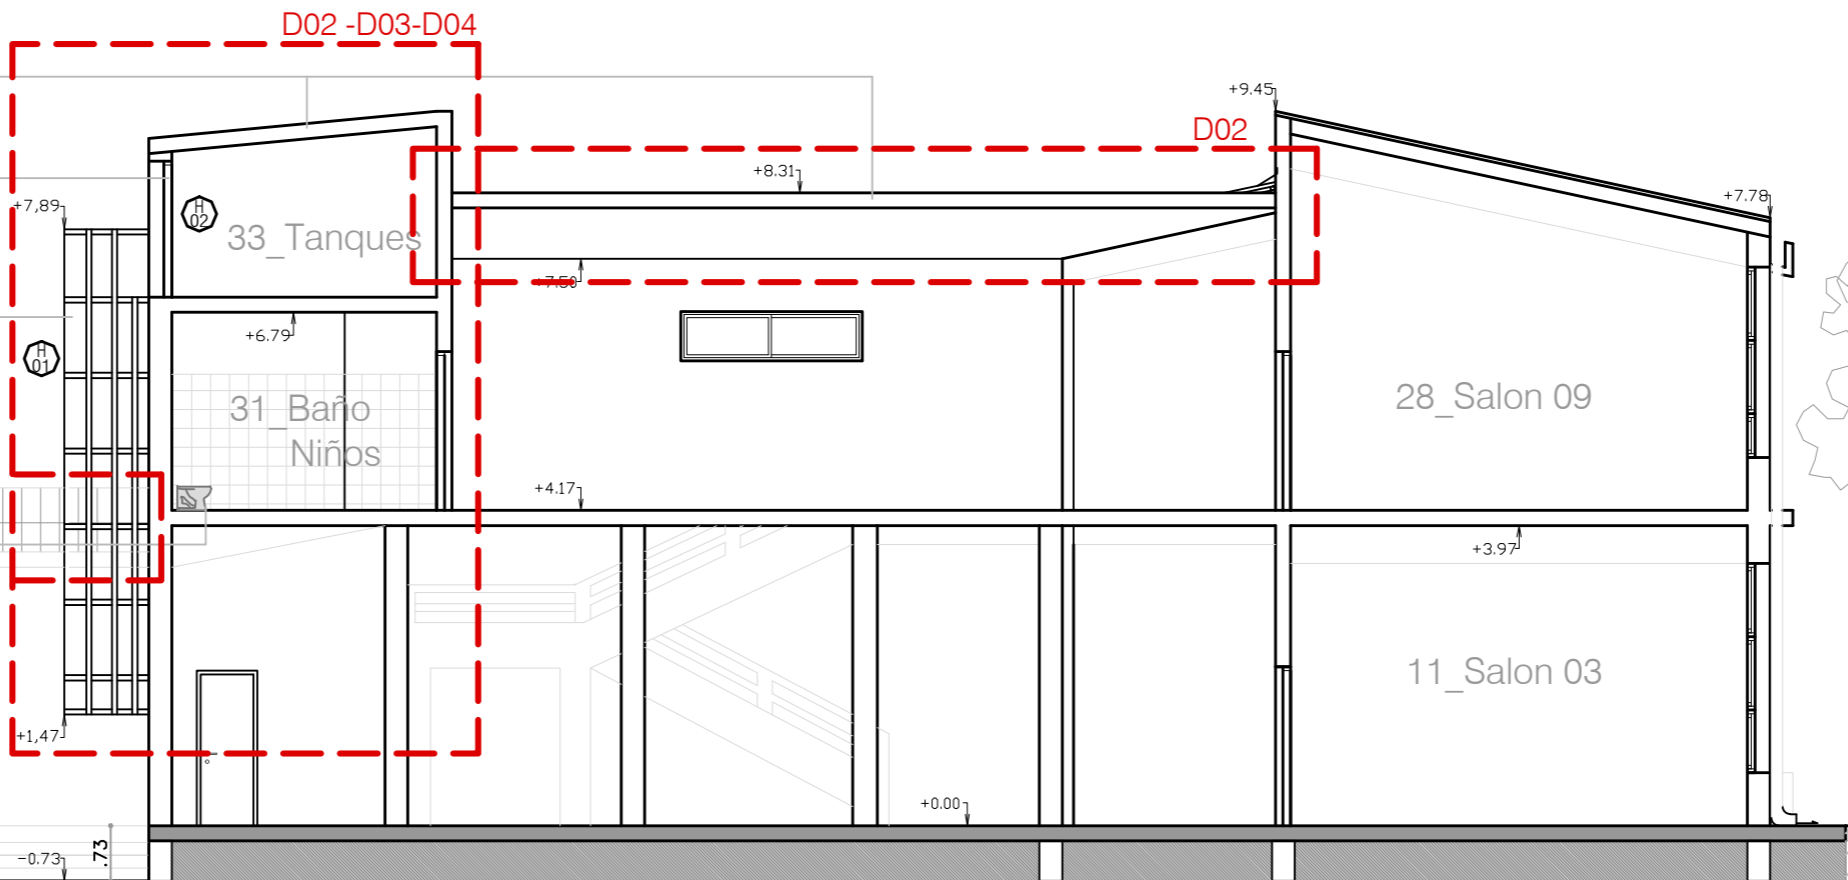 D02 -D03-D04
+9.45
D02
+8.31
+7.78
+7,89
H
02
33_Tanques
+7.50
+6.79
H
01
31_Baño
Niños
28_Salon 09
+4.17
+3.97
11_Salon 03
+1,47
+0.00
.73
-0.73